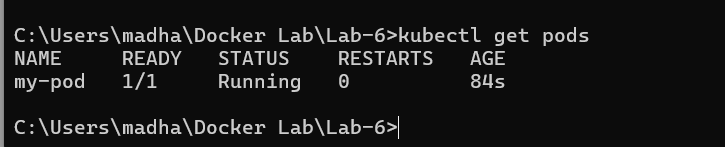 C:\Users\madha\Docker Lab\Lab-6>kubectl get pods
NAME     READY   STATUS    RESTARTS   AGE
my-pod   1/1     Running   0          84s
C:\Users\madha\Docker Lab\Lab-6>